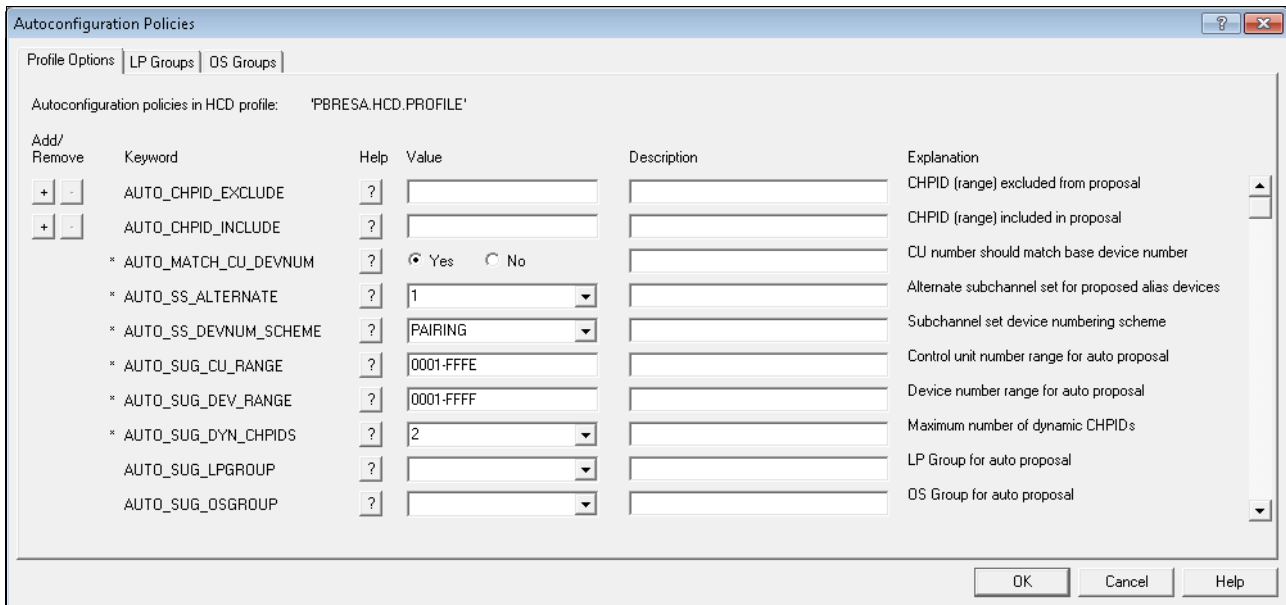 Autoconfiguration Policies
Profile Options LP Groups OS Groups
Autoconfiguration policies in HCD profile: 'PBRESA.HCD.PROFILE'
Add/
Remove Keyword Help Value Description Explanation
+ - AUTO_CHPID_EXCLUDE ? CHPID (range) excluded from proposal
+ - AUTO_CHPID_INCLUDE ? CHPID (range) included in proposal
* AUTO_MATCH_CU_DEVNUM ? Yes No CU number should match base device number
* AUTO_SS_ALTERNATE ? 1 Alternate subchannel set for proposed alias devices
* AUTO_SS_DEVNUM_SCHEME ? PAIRING Subchannel set device numbering scheme
* AUTO_SUG_CU_RANGE ? 0001-FFFE Control unit number range for auto proposal
* AUTO_SUG_DEV_RANGE ? 0001-FFFF Device number range for auto proposal
* AUTO_SUG_DYN_CHPIDS ? 2 Maximum number of dynamic CHPIDs
AUTO_SUG_LPGROUP ? LP Group for auto proposal
AUTO_SUG_OSGROUP ? OS Group for auto proposal
OK Cancel Help